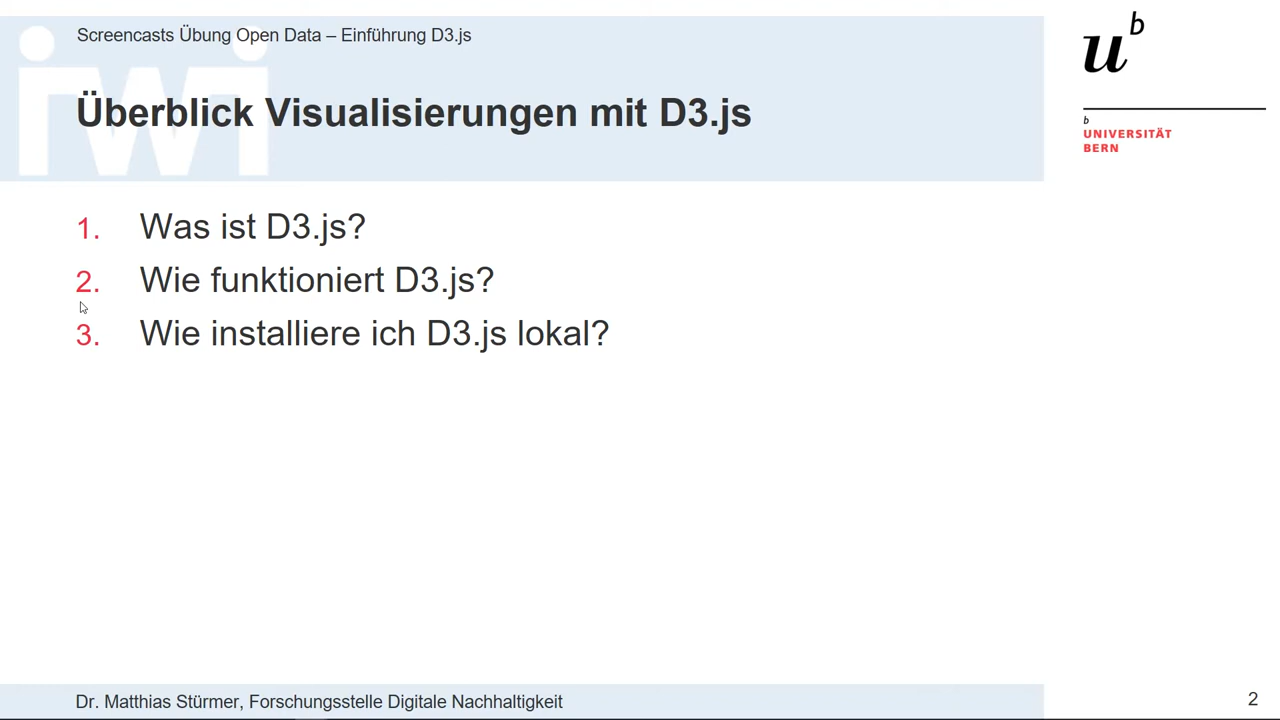 Screencasts Übung Open Data – Einführung D3.js
Überblick Visualisierungen mit D3.js
iwi
u b
b
UNIVERSITÄT
BERN
1. Was ist D3.js?
2. Wie funktioniert D3.js?
3. Wie installiere ich D3.js lokal?
Dr. Matthias Stürmer, Forschungsstelle Digitale Nachhaltigkeit
2